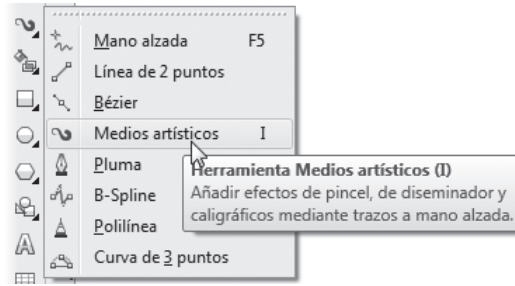 Mano alzada F5
Línea de 2 puntos
Bézier
Medios artísticos I
Pluma
B-Spline
Polilínea
Curva de 3 puntos
Herramienta Medios artísticos (I)
Añadir efectos de pincel, de diseminador y
caligráficos mediante trazos a mano alzada.